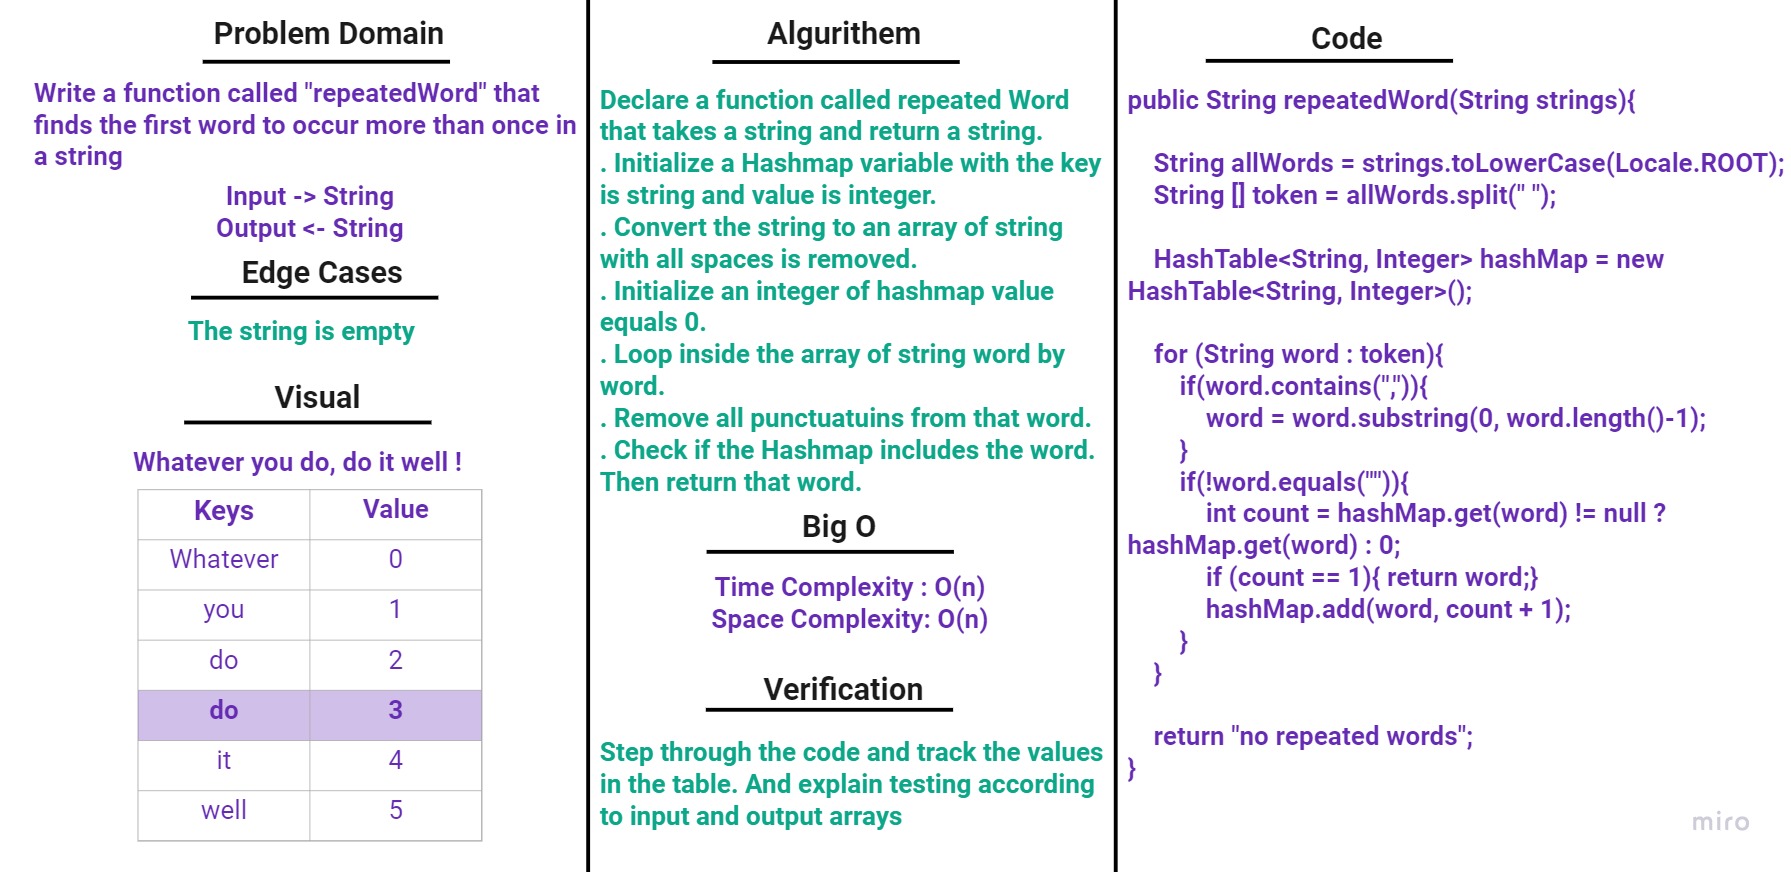 Problem Domain
Write a function called "repeatedWord" that
finds the first word to occur more than once in
a string
Input -> String
Output <- String
Edge Cases
The string is empty
Visual
Whatever you do, do it well !
Keys Value
Whatever 0
you 1
do 2
do 3
it 4
well 5
Algurithem
Declare a function called repeated Word
that takes a string and return a string.
. Initialize a Hashmap variable with the key
is string and value is integer.
. Convert the string to an array of string
with all spaces is removed.
. Initialize an integer of hashmap value
equals 0.
. Loop inside the array of string word by
word.
. Remove all punctuatuins from that word.
. Check if the Hashmap includes the word.
Then return that word.
Big O
Time Complexity : O(n)
Space Complexity: O(n)
Verification
Step through the code and track the values
in the table. And explain testing according
to input and output arrays
Code
public String repeatedWord(String strings){
String allWords = strings.toLowerCase(Locale.ROOT);
String [] token = allWords.split(" ");
HashTable<String, Integer> hashMap = new
HashTable<String, Integer>();
for (String word : token){
if(word.contains(",")){
word = word.substring(0, word.length()-1);
}
if(!word.equals("")){
int count = hashMap.get(word) != null ?
hashMap.get(word) : 0;
if (count == 1){ return word;}
hashMap.add(word, count + 1);
}
}
return "no repeated words";
}
miro